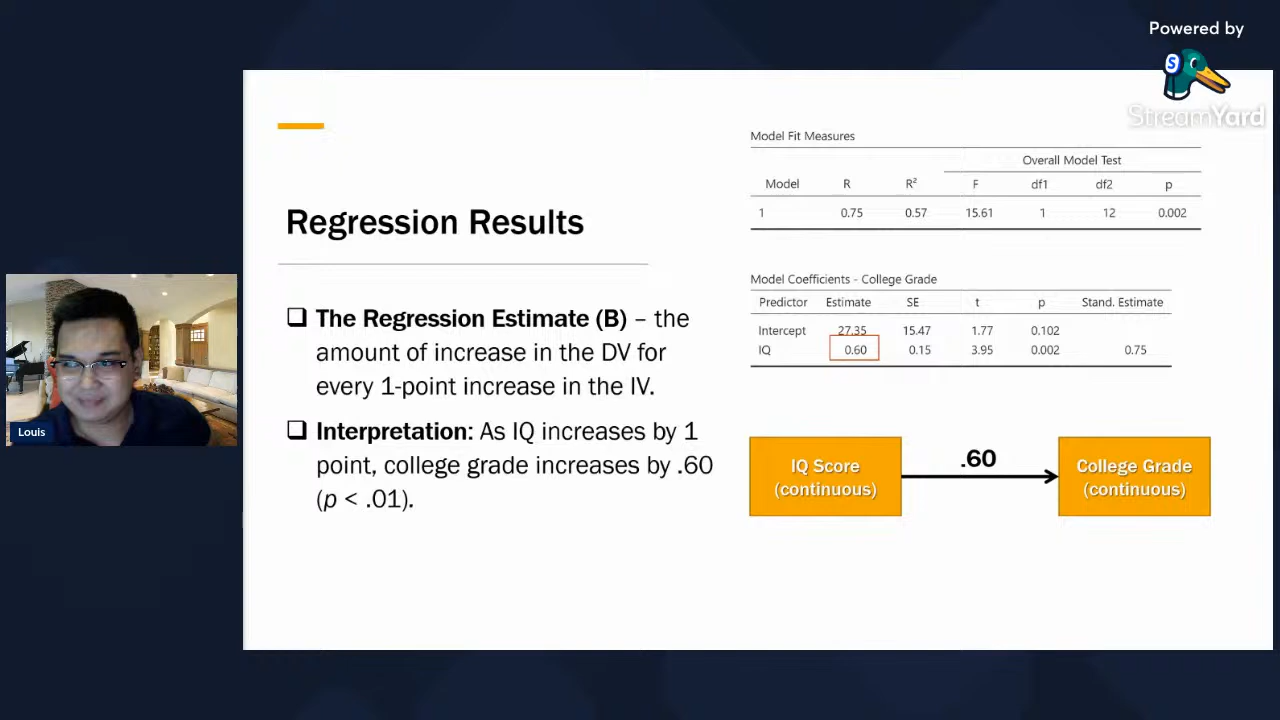 Powered by
StreamYard
Regression Results
❑ The Regression Estimate (B) – the
amount of increase in the DV for
every 1-point increase in the IV.
❑ Interpretation: As IQ increases by 1
point, college grade increases by .60
(p < .01).
Model Fit Measures
Overall Model Test
Model R R² F df1 df2 p
1 0.75 0.57 15.61 1 12 0.002
Model Coefficients - College Grade
Predictor Estimate SE t p Stand. Estimate
Intercept 27.35 15.47 1.77 0.102
IQ 0.60 0.15 3.95 0.002 0.75
IQ Score
(continuous)
.60
College Grade
(continuous)
Louis
S